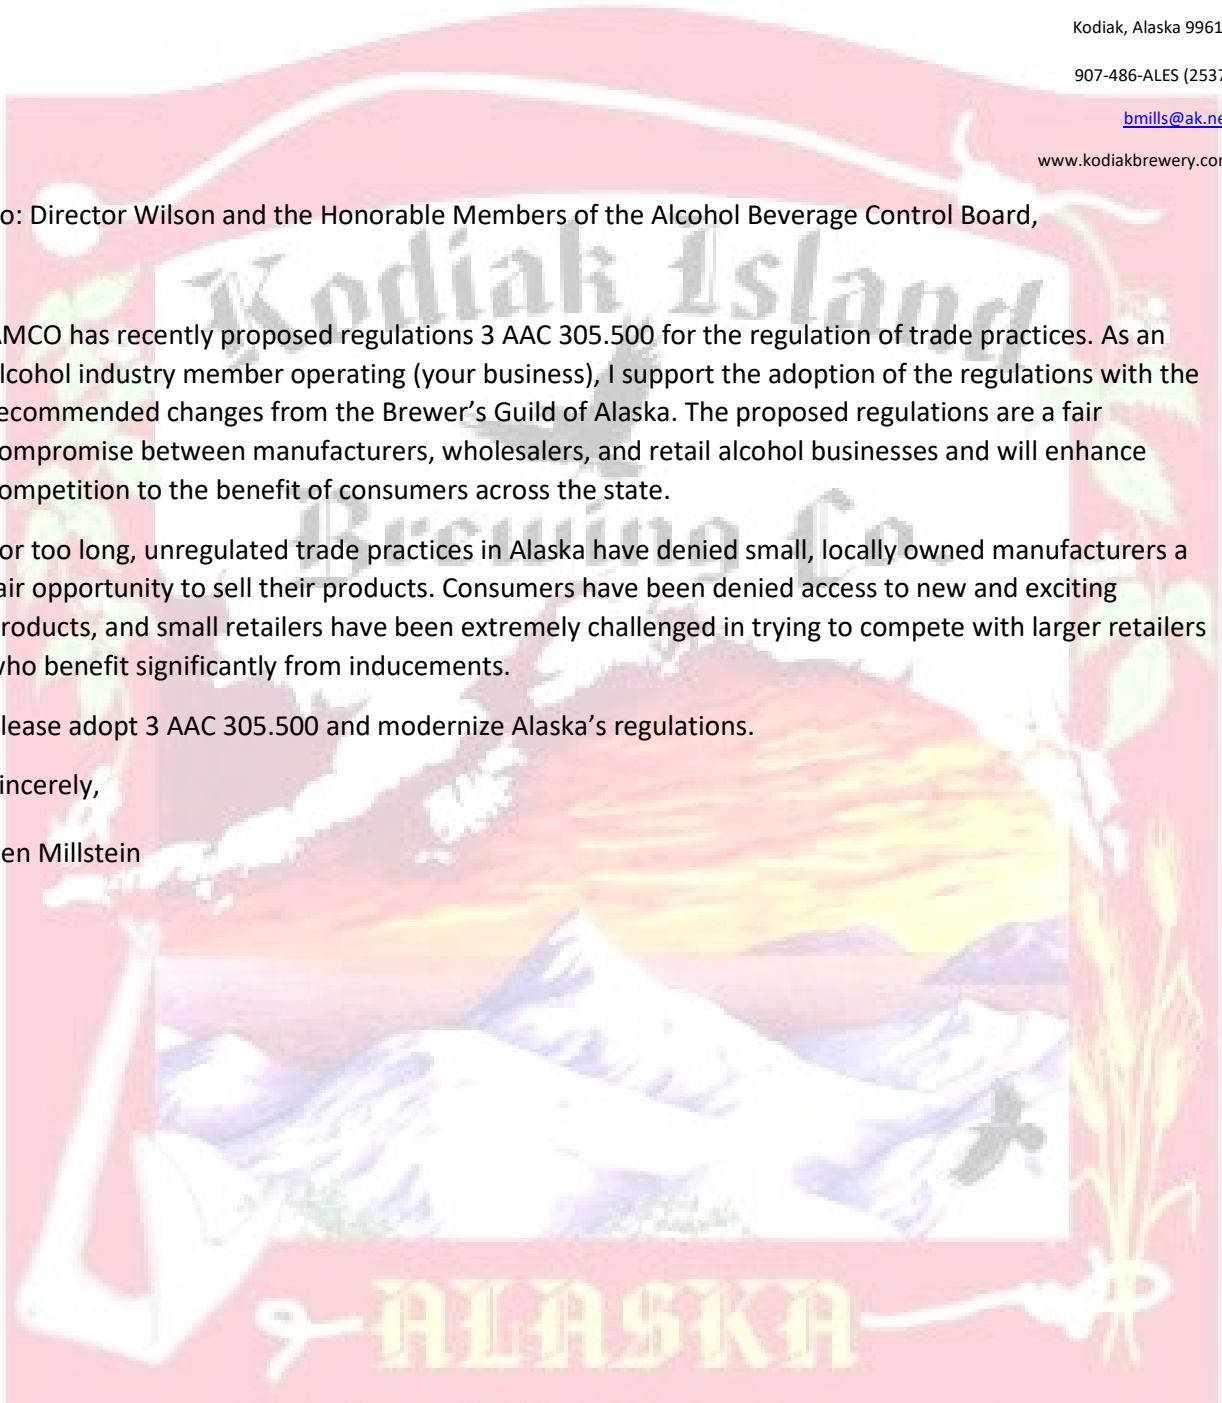 Kodiak, Alaska 9961
907-486-ALES (2537
bmills@ak.ne
www.kodiakbrewery.com
o: Director Wilson and the Honorable Members of the Alcohol Beverage Control Board,
Kodiak Island
AMCO has recently proposed regulations 3 AAC 305.500 for the regulation of trade practices. As an
lcohol industry member operating (your business), I support the adoption of the regulations with the
ecommended changes from the Brewer's Guild of Alaska. The proposed regulations are a fair
ompromise between manufacturers, wholesalers, and retail alcohol businesses and will enhance
ompetition to the benefit of consumers across the state.
Brewing Co.
or too long, unregulated trade practices in Alaska have denied small, locally owned manufacturers a
air opportunity to sell their products. Consumers have been denied access to new and exciting
roducts, and small retailers have been extremely challenged in trying to compete with larger retailers
who benefit significantly from inducements.
lease adopt 3 AAC 305.500 and modernize Alaska's regulations.
incerely,
en Millstein
ALASKA